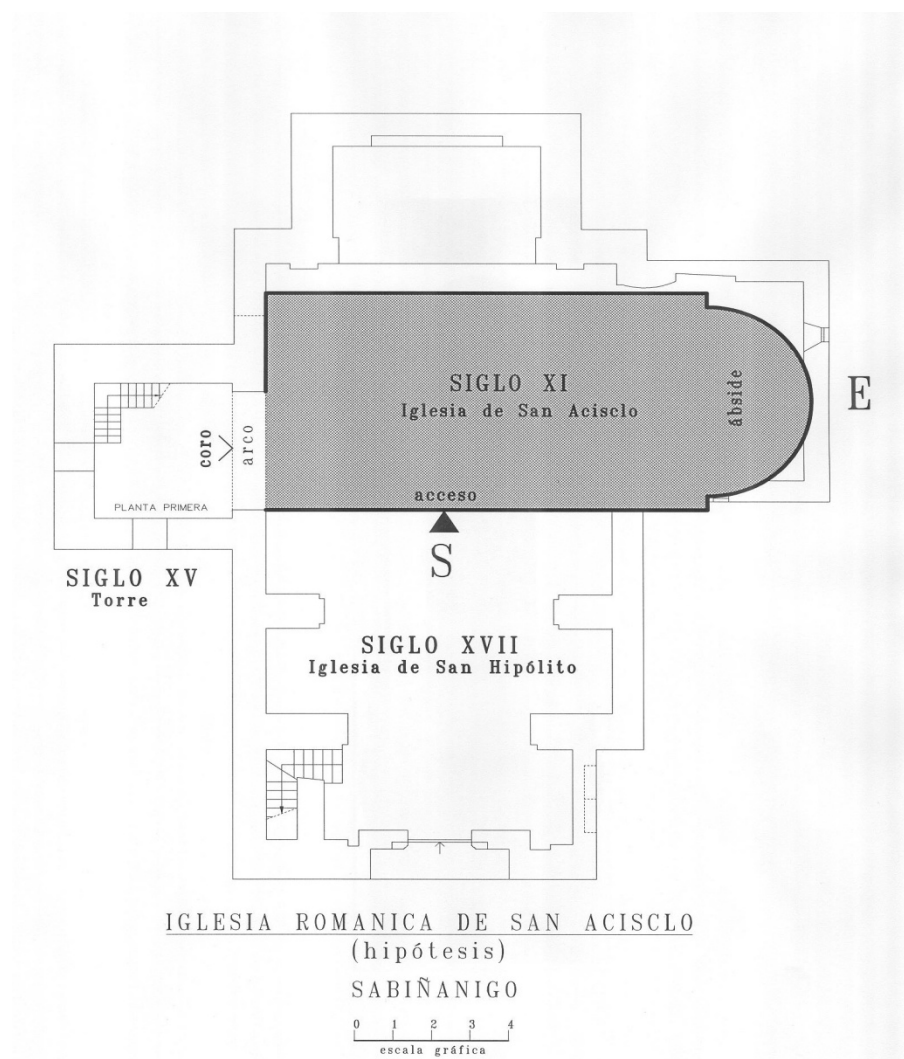 SIGLO XI
Iglesia de San Acisclo
ábside
E
coro
arco
acceso
PLANTA PRIMERA
S
SIGLO XV
Torre
SIGLO XVII
Iglesia de San Hipólito
IGLESIA ROMANICA DE SAN ACISCLO
(hipótesis)
SABIÑANIGO
0 1 2 3 4
escala gráfica